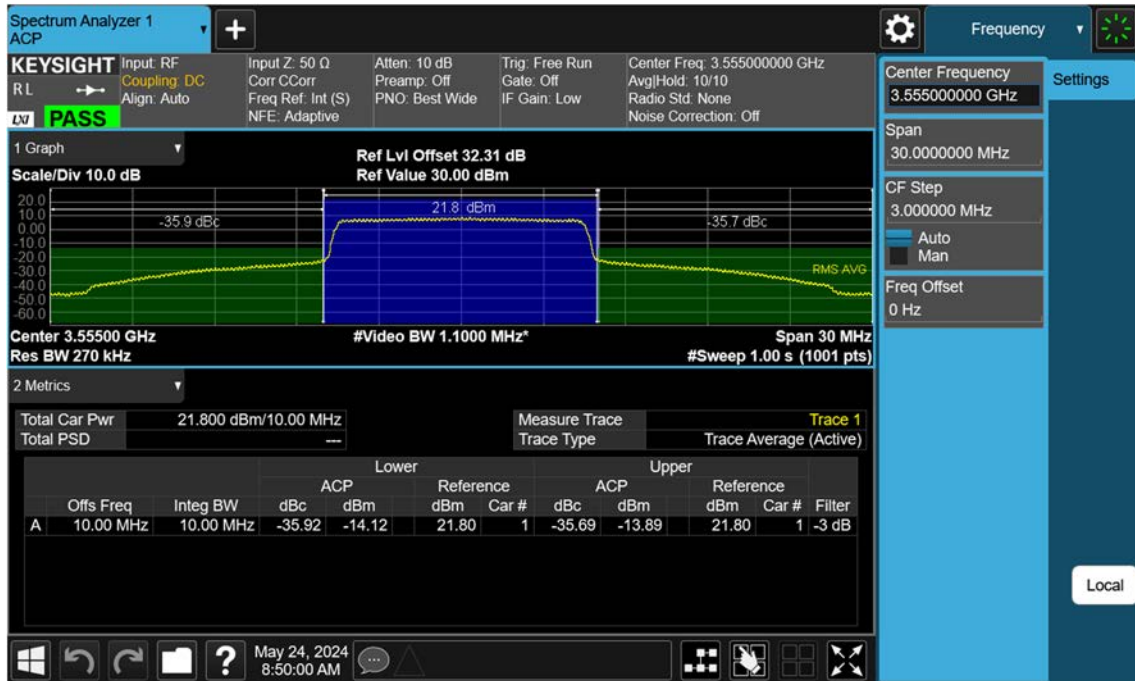 Spectrum Analyzer 1
ACP
+
Frequency
KEYSIGHT
R L
LXI
PASS
Input: RF
Coupling: DC
Align: Auto
Input Z: 50 Ω
Corr CCorr
Freq Ref: Int (S)
NFE: Adaptive
Atten: 10 dB
Preamp: Off
PNO: Best Wide
Trig: Free Run
Gate: Off
IF Gain: Low
Center Freq: 3.555000000 GHz
Avg|Hold: 10/10
Radio Std: None
Noise Correction: Off
Center Frequency
3.555000000 GHz
Settings
Span
30.0000000 MHz
CF Step
3.000000 MHz
Auto
Man
Freq Offset
0 Hz
Local
1 Graph
Scale/Div 10.0 dB
Ref Lvl Offset 32.31 dB
Ref Value 30.00 dBm
20.0
10.0
0.00
-10.0
-20.0
-30.0
-40.0
-50.0
-60.0
-35.9 dBc
21.8 dBm
-35.7 dBc
RMS AVG
Center 3.55500 GHz
#Video BW 1.1000 MHz*
Span 30 MHz
Res BW 270 kHz
#Sweep 1.00 s (1001 pts)
2 Metrics
Total Car Pwr 21.800 dBm/10.00 MHz
Total PSD ---
Measure Trace Trace 1
Trace Type Trace Average (Active)
Lower Upper
ACP Reference ACP Reference
Offs Freq Integ BW dBc dBm dBm Car # dBc dBm dBm Car # Filter
A 10.00 MHz 10.00 MHz -35.92 -14.12 21.80 1 -35.69 -13.89 21.80 1 -3 dB
?
May 24, 2024
8:50:00 AM